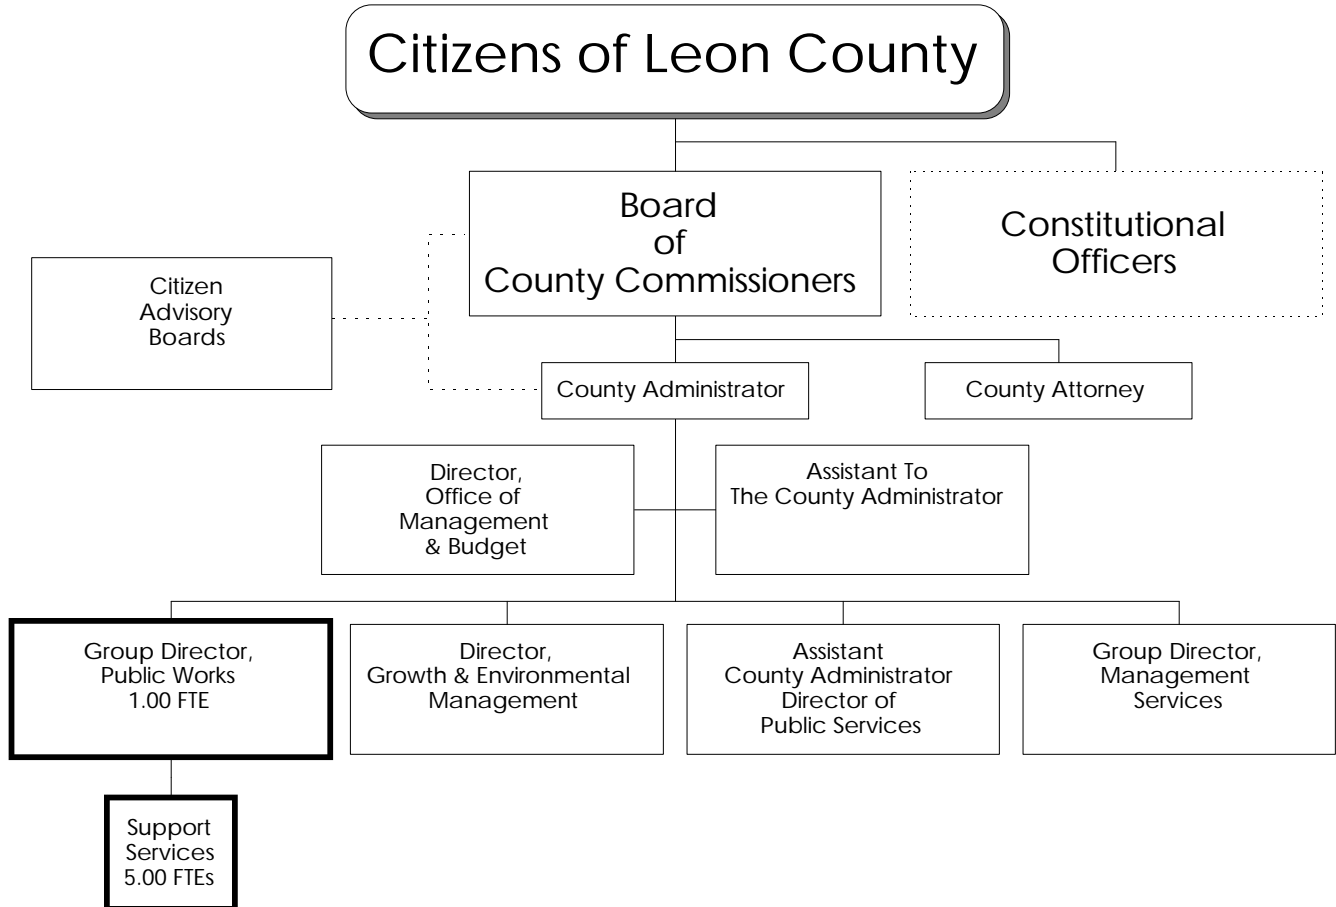 Citizens of Leon County
Board
of
County Commissioners
Constitutional
Officers
Citizen
Advisory
Boards
County Administrator
County Attorney
Director,
Office of
Management
& Budget
Assistant To
The County Administrator
Group Director,
Public Works
1.00 FTE
Director,
Growth & Environmental
Management
Assistant
County Administrator
Director of
Public Services
Group Director,
Management
Services
Support
Services
5.00 FTEs